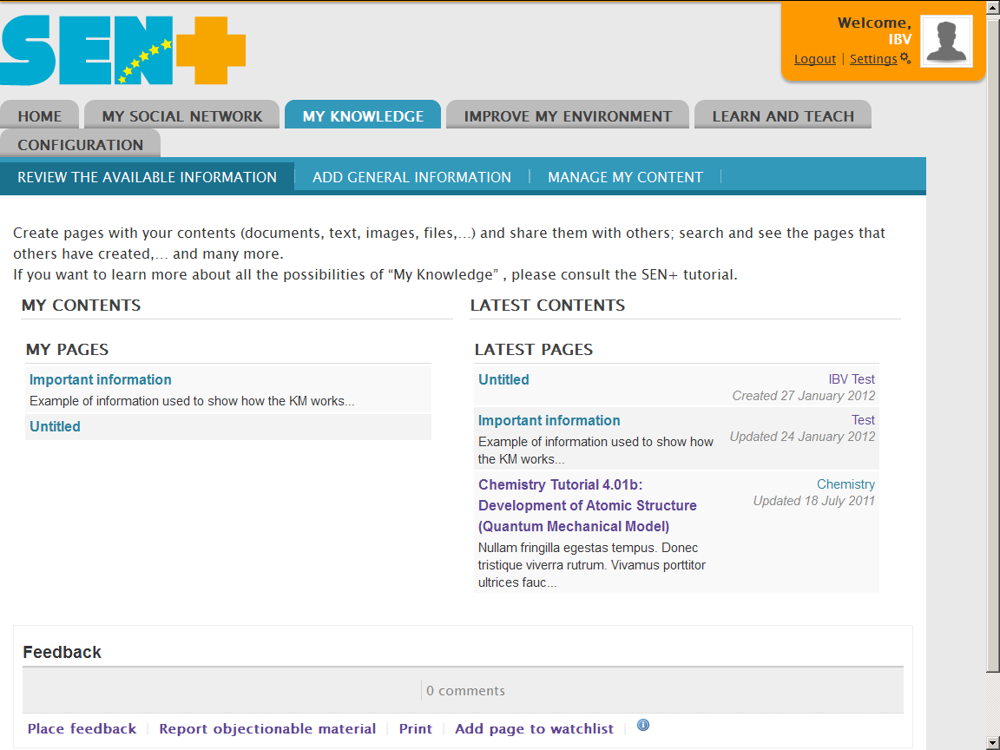 SEN+
Welcome,
IBV
Logout | Settings
HOME
MY SOCIAL NETWORK
MY KNOWLEDGE
IMPROVE MY ENVIRONMENT
LEARN AND TEACH
CONFIGURATION
REVIEW THE AVAILABLE INFORMATION
ADD GENERAL INFORMATION
MANAGE MY CONTENT
Create pages with your contents (documents, text, images, files,...) and share them with others; search and see the pages that
others have created,... and many more.
If you want to learn more about all the possibilities of “My Knowledge” , please consult the SEN+ tutorial.
MY CONTENTS
MY PAGES
Important information
Example of information used to show how the KM works...
Untitled
LATEST CONTENTS
LATEST PAGES
Untitled
IBV Test
Created 27 January 2012
Important information
Test
Updated 24 January 2012
Example of information used to show how
the KM works...
Chemistry Tutorial 4.01b:
Development of Atomic Structure
(Quantum Mechanical Model)
Chemistry
Updated 18 July 2011
Nullam fringilla egestas tempus. Donec
tristique viverra rutrum. Vivamus porttitor
ultrices fauc...
Feedback
0 comments
Place feedback
Report objectionable material
Print
Add page to watchlist